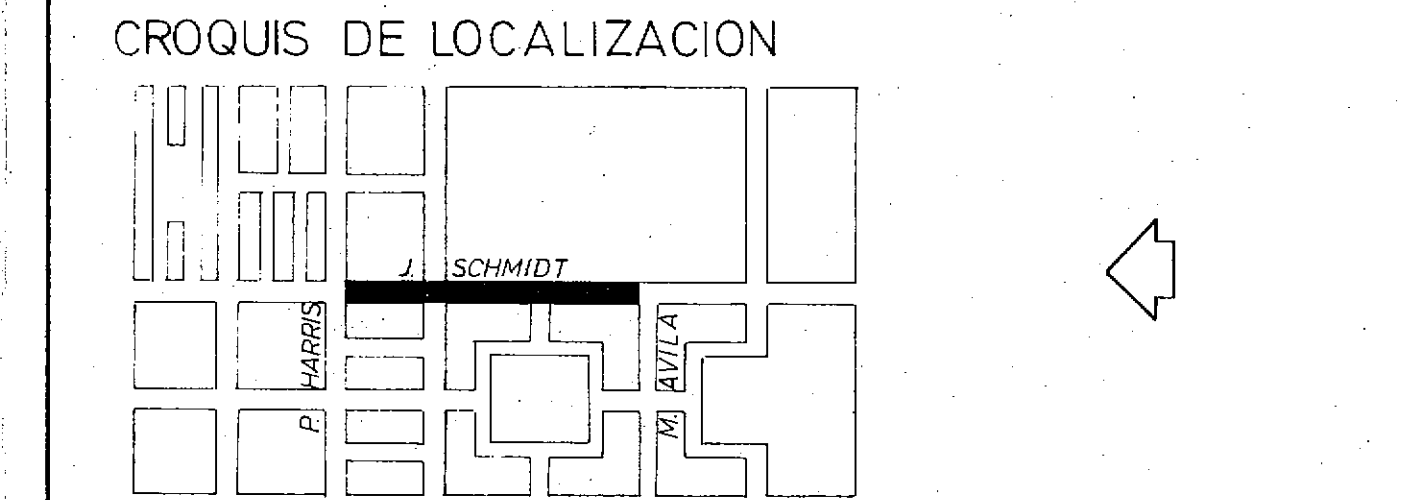 CROQUIS DE LOCALIZACION
J. SCHMIDT
P. HARRIS
M. AVILA